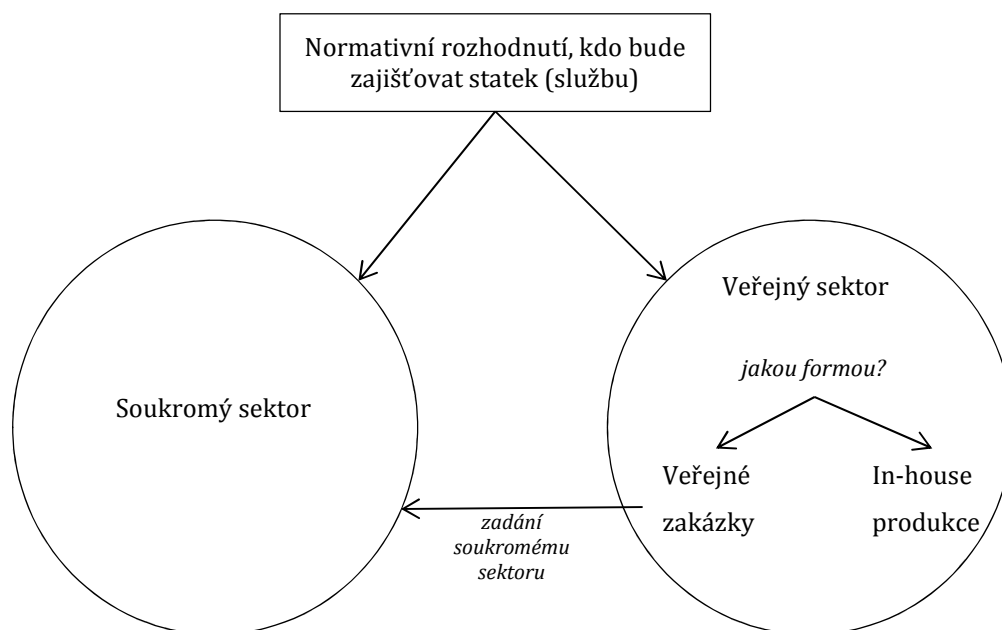 Normativní rozhodnutí, kdo bude
zajišťovat statek (službu)
Veřejný sektor
jakou formou?
Soukromý sektor
Veřejné
zakázky
In-house
produkce
zadání
soukromému
sektoru